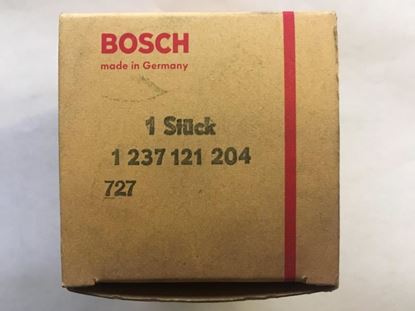 BOSCH
made in Germany
1 Stück
1 237 121 204
727